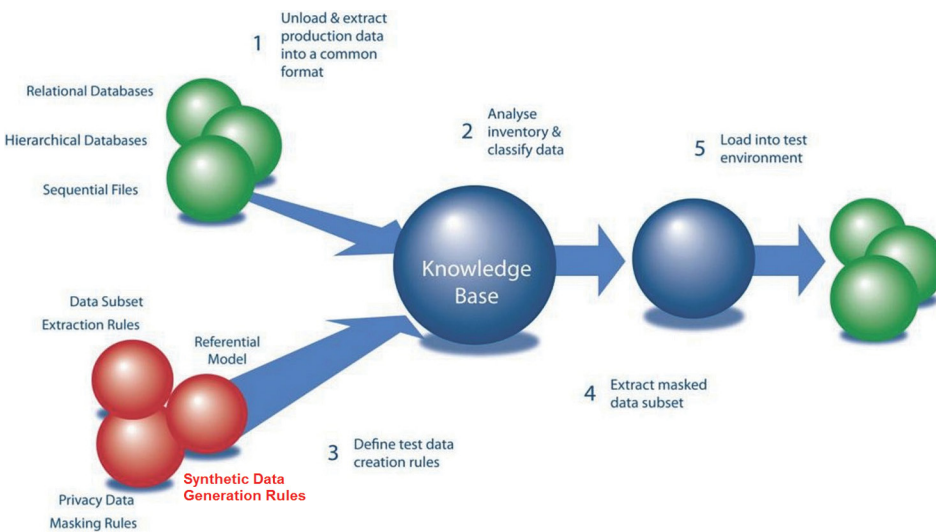 1
Unload & extract
production data
into a common
format
Relational Databases
Hierarchical Databases
Sequential Files
2
Analyse
inventory &
classify data
5
Load into test
environment
Knowledge
Base
Data Subset
Extraction Rules
Referential
Model
4
Extract masked
data subset
3
Define test data
creation rules
Synthetic Data
Generation Rules
Privacy Data
Masking Rules